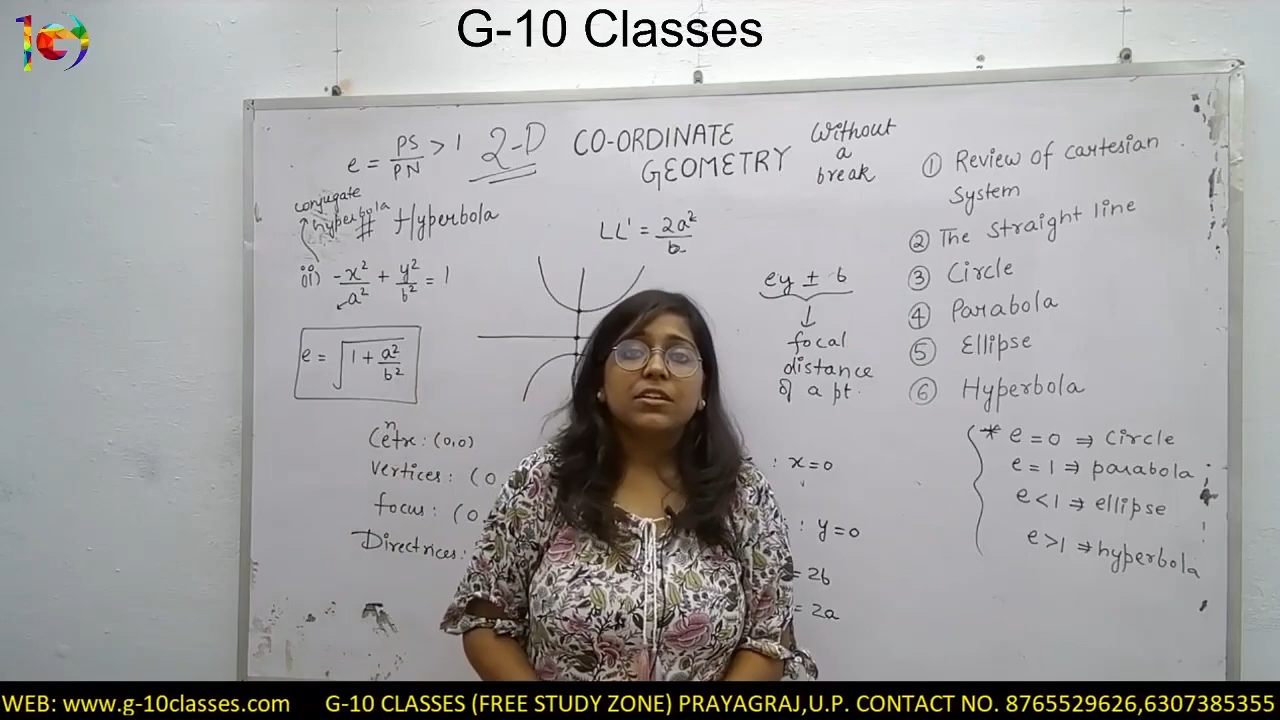 G-10 Classes
e = PS/PN > 1
2-D CO-ORDINATE
GEOMETRY
Without
a
break
conjugate
hyperbola
# Hyperbola
ii) -x²/a² + y²/b² = 1
e = √(1 + a²/b²)
LL' = 2a²/b
ey ± b
focal
distance
of a pt.
Cetre: (0,0)
n
vertices: (0
focus: (0
Directrices:
: x=0
: y=0
= 2b
= 2a
① Review of cartesian
system
② The straight line
③ Circle
④ Parabola
⑤ Ellipse
⑥ Hyperbola
* e = 0 ⇒ circle
e = 1 ⇒ parabola
e < 1 ⇒ ellipse
e > 1 ⇒ hyperbola
WEB: www.g-10classes.com G-10 CLASSES (FREE STUDY ZONE) PRAYAGRAJ,U.P. CONTACT NO. 8765529626,6307385355